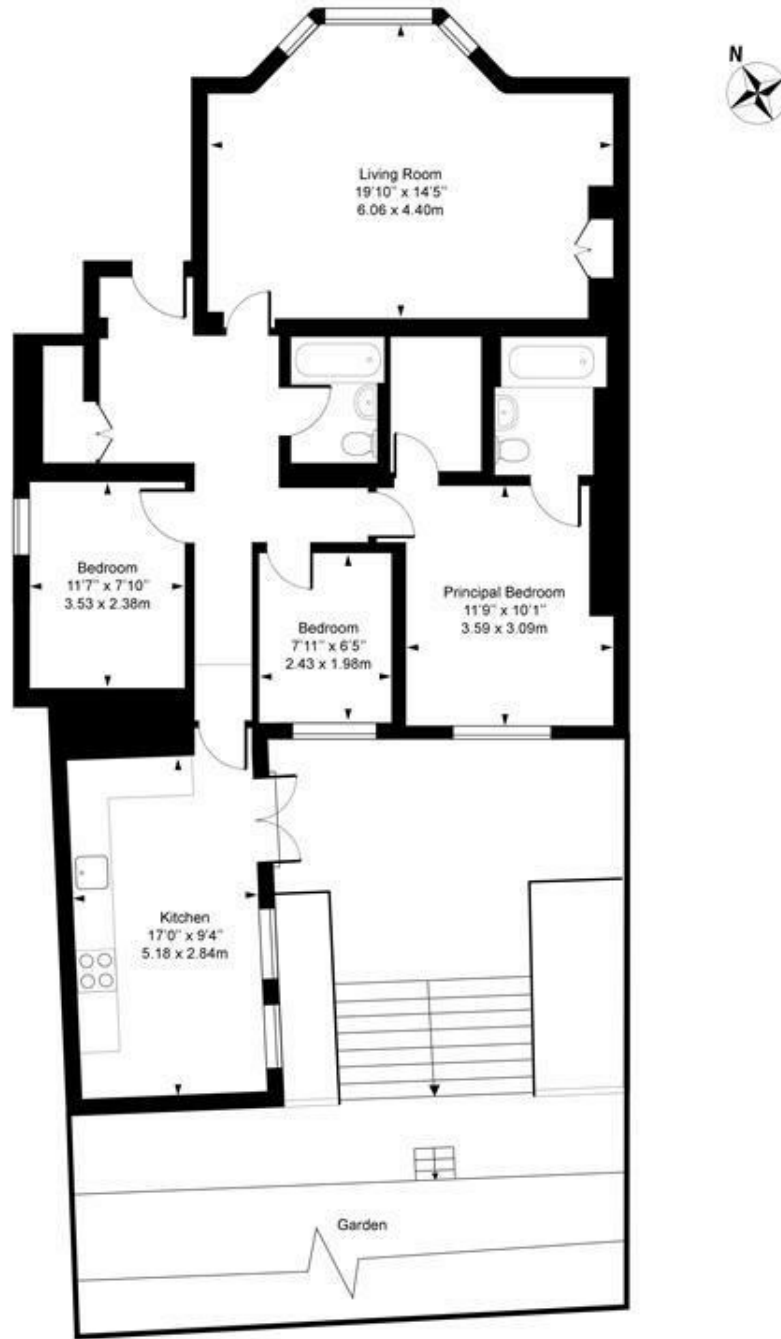 N
Living Room
19'10" x 14'5"
6.06 x 4.40m
Bedroom
11'7" x 7'10"
3.53 x 2.38m
Bedroom
7'11" x 6'5"
2.43 x 1.98m
Principal Bedroom
11'9" x 10'1"
3.59 x 3.09m
Kitchen
17'0" x 9'4"
5.18 x 2.84m
Garden